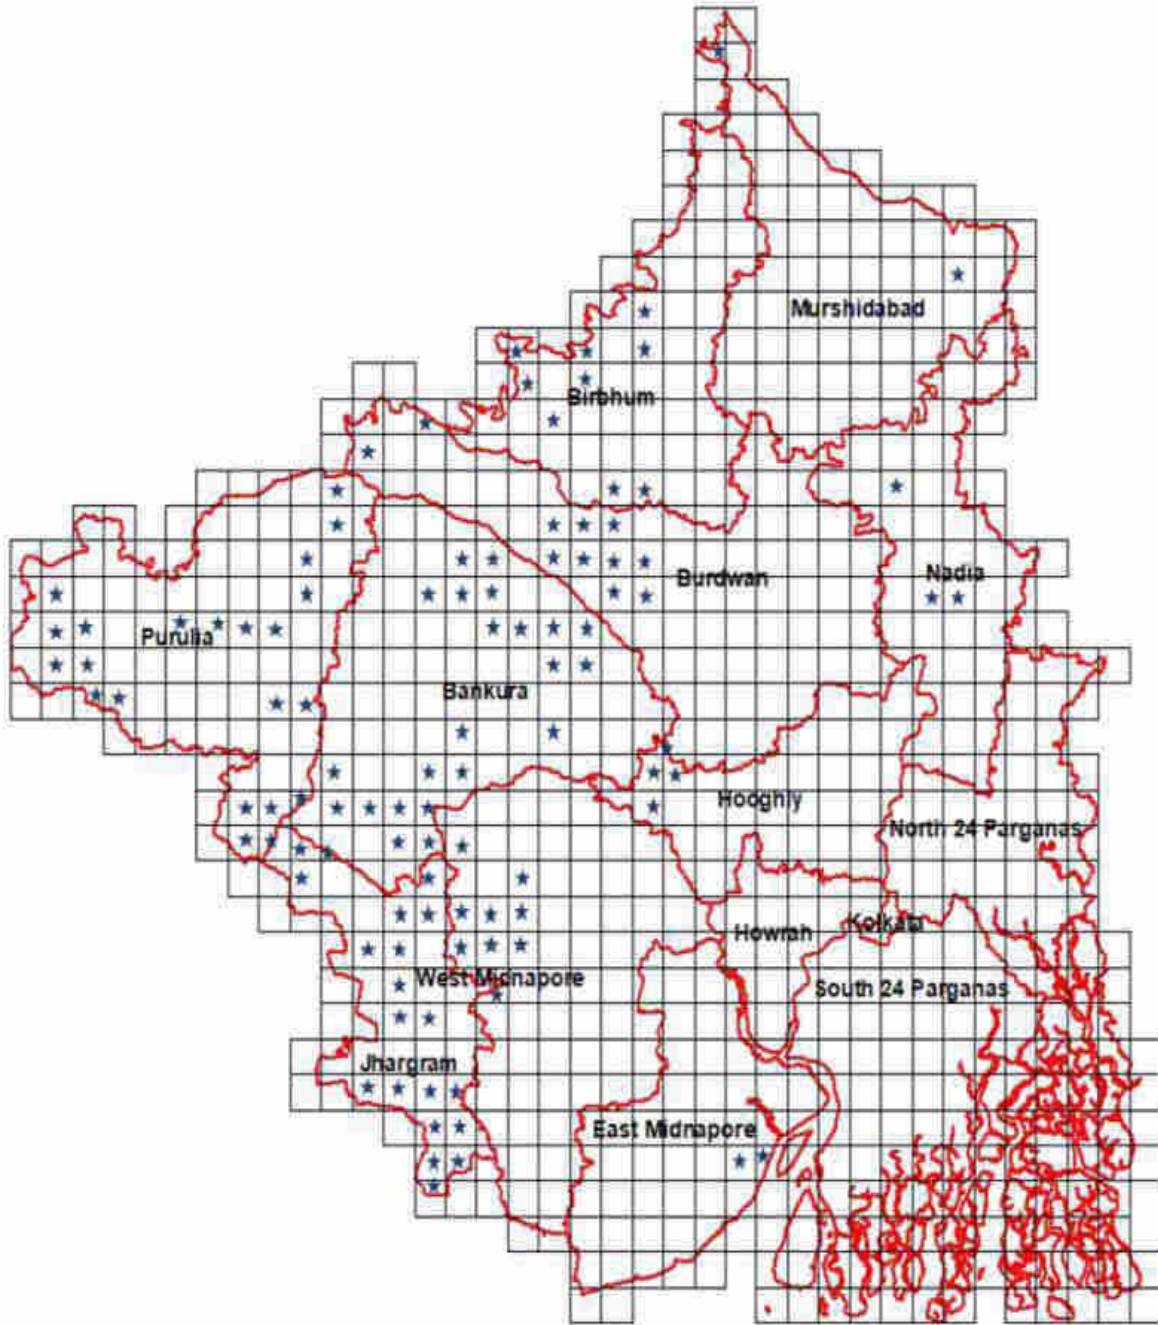 Murshidabad
Birbhum
Nadia
Burdwan
Purulia
Bankura
Hooghly
North 24 Parganas
Kolkata
Howrah
West Midnapore
South 24 Parganas
Jhargram
East Midnapore